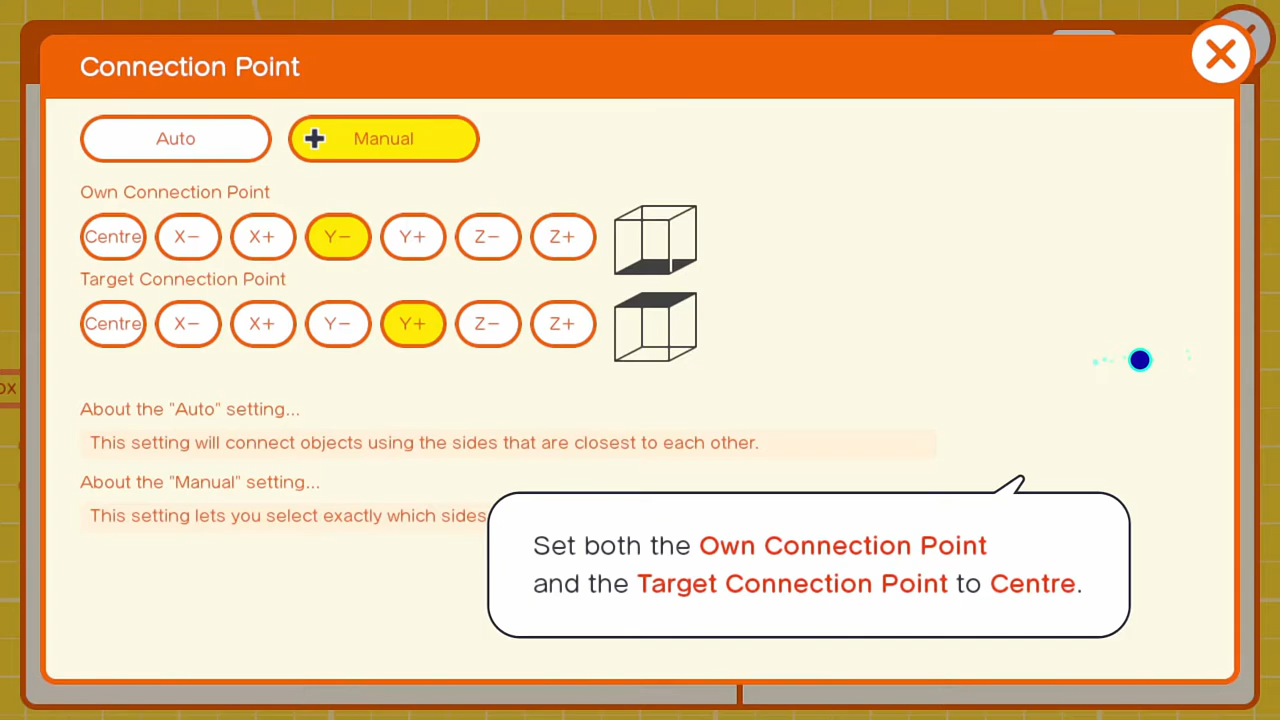 Connection Point
Auto
Manual
Own Connection Point
Centre X− X+ Y− Y+ Z− Z+
Target Connection Point
Centre X− X+ Y− Y+ Z− Z+
ox
About the "Auto" setting...
This setting will connect objects using the sides that are closest to each other.
About the "Manual" setting...
This setting lets you select exactly which sides
Set both the Own Connection Point
and the Target Connection Point to Centre.